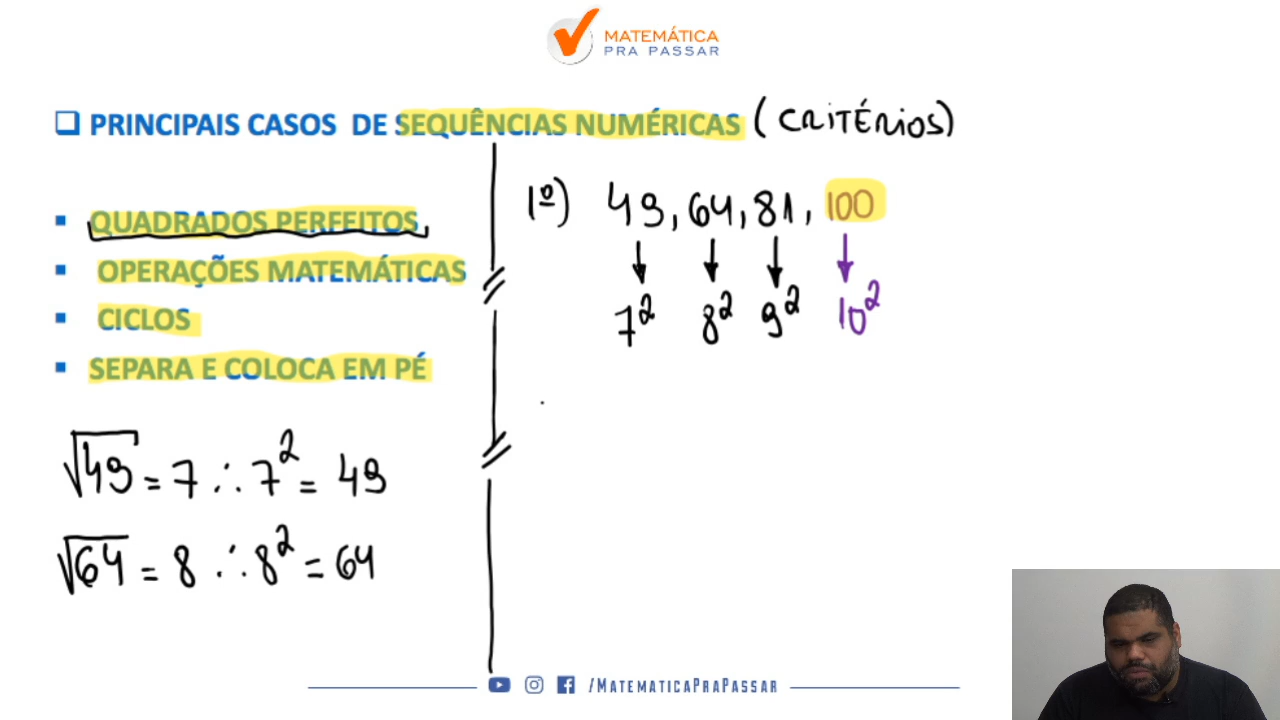 MATEMÁTICA
PRA PASSAR
PRINCIPAIS CASOS DE SEQUÊNCIAS NUMÉRICAS (CRITÉRIOS)
QUADRADOS PERFEITOS
OPERAÇÕES MATEMÁTICAS
CICLOS
SEPARA E COLOCA EM PÉ
√49 = 7 ∴ 7² = 49
√64 = 8 ∴ 8² = 64
1º) 49, 64, 81, 100
7² 8² 9² 10²
/MATEMATICAPRAPASSAR